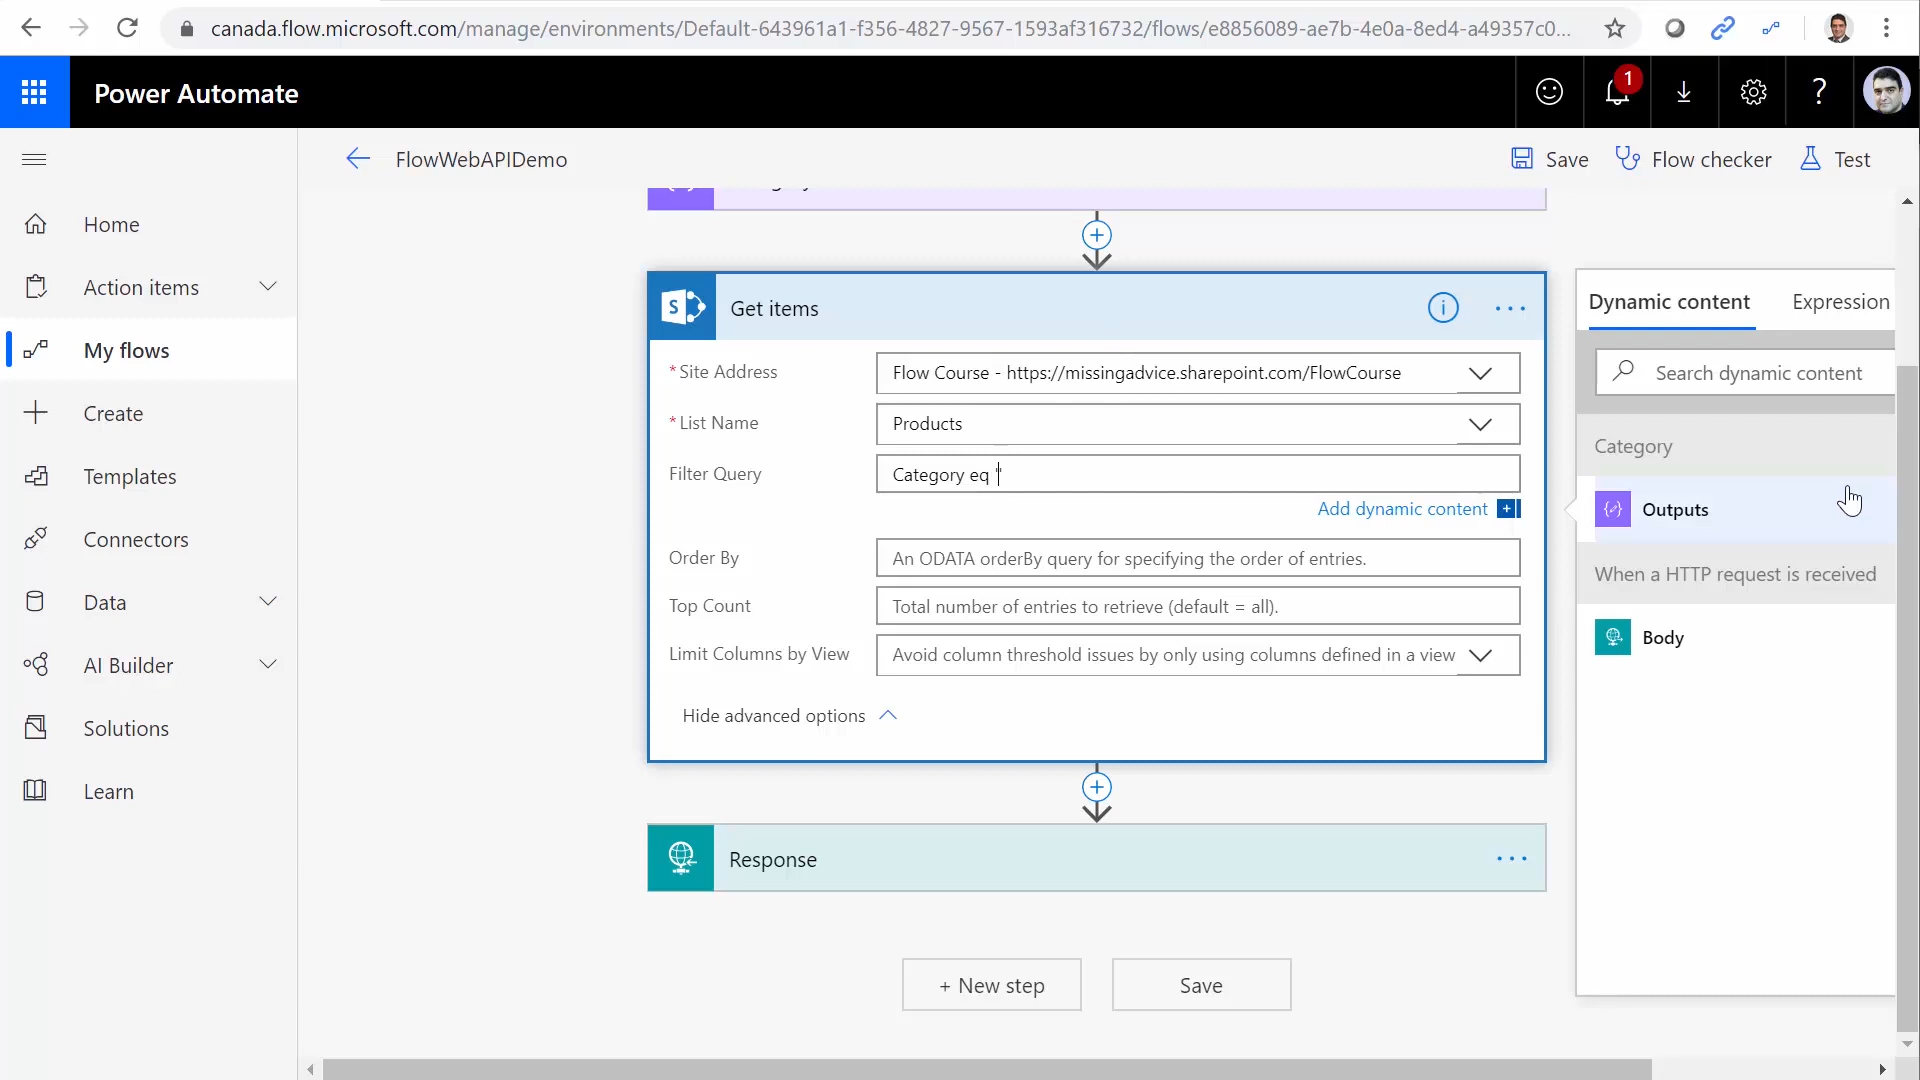 canada.flow.microsoft.com/manage/environments/Default-643961a1-f356-4827-9567-1593af316732/flows/e8856089-ae7b-4e0a-8ed4-a49357c0...
Power Automate
1
?
FlowWebAPIDemo
Save
Flow checker
Test
Home
Action items
My flows
Create
Templates
Connectors
Data
AI Builder
Solutions
Learn
S
Get items
*Site Address
Flow Course - https://missingadvice.sharepoint.com/FlowCourse
*List Name
Products
Filter Query
Category eq ''
Add dynamic content
Order By
An ODATA orderBy query for specifying the order of entries.
Top Count
Total number of entries to retrieve (default = all).
Limit Columns by View
Avoid column threshold issues by only using columns defined in a view
Hide advanced options
Response
+ New step
Save
Dynamic content
Expression
Search dynamic content
Category
Outputs
When a HTTP request is received
Body